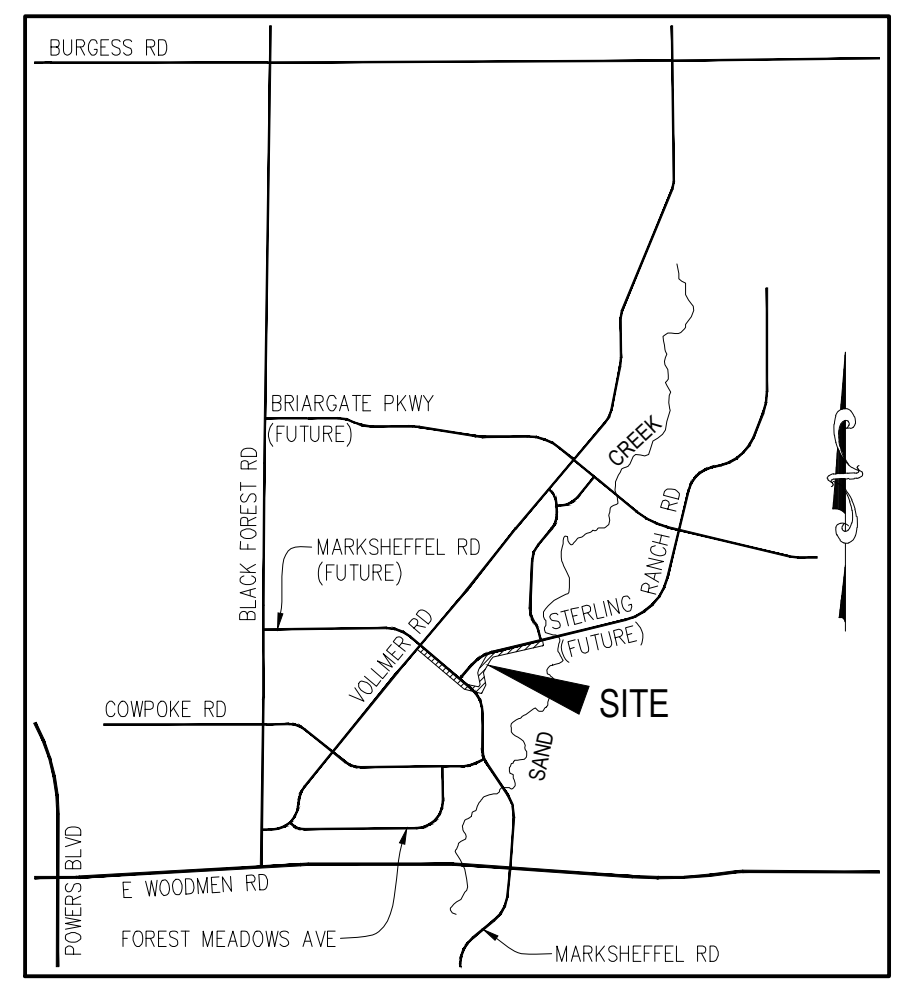 BURGESS RD
BRIARGATE PKWY
(FUTURE)
CREEK
BLACK FOREST RD
MARKSHEFFEL RD
(FUTURE)
STERLING RANCH RD
(FUTURE)
VOLLMER RD
SITE
COWPOKE RD
SAND
POWERS BLVD
E WOODMEN RD
FOREST MEADOWS AVE
MARKSHEFFEL RD